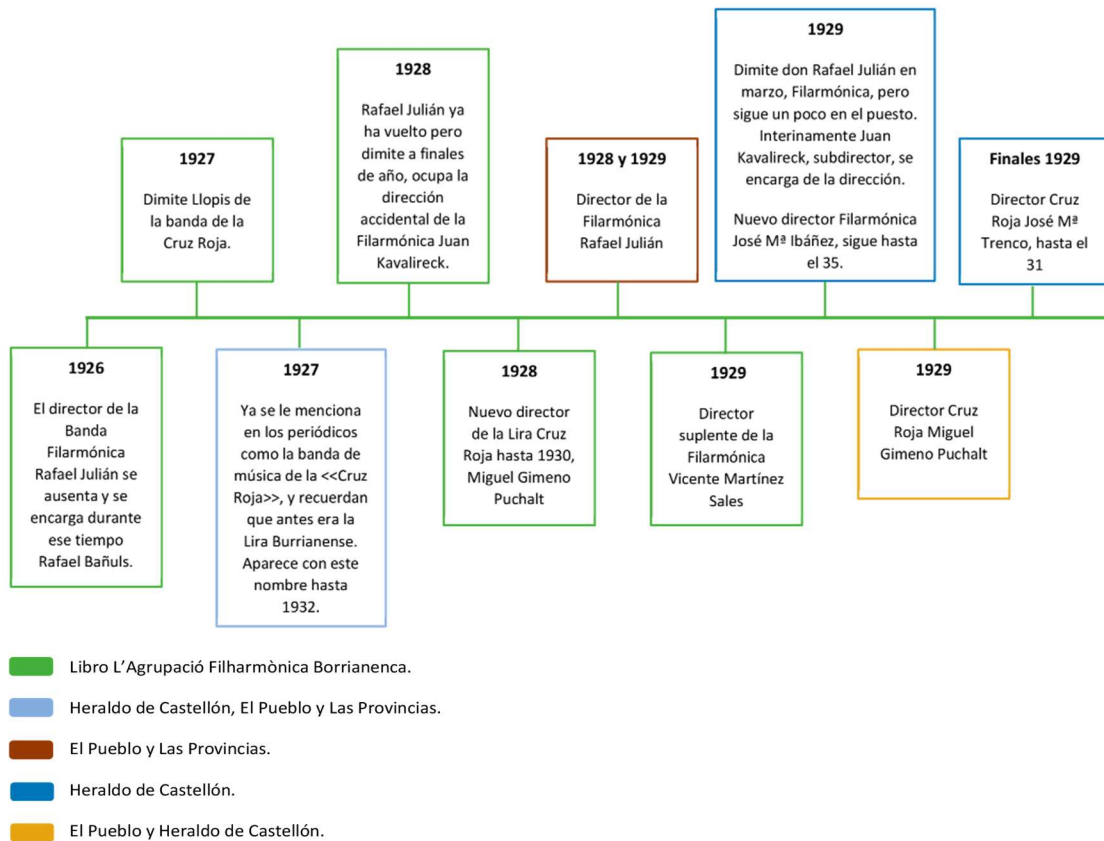 1926
El director de la
Banda
Filarmónica
Rafael Julián se
ausenta y se
encarga durante
ese tiempo
Rafael Bañuls.
1927
Dimite Llopis de
la banda de la
Cruz Roja.
1927
Ya se le menciona
en los periódicos
como la banda de
música de la <<Cruz
Roja>>, y recuerdan
que antes era la
Lira Burrianense.
Aparece con este
nombre hasta
1932.
1928
Rafael Julián ya
ha vuelto pero
dimite a finales
de año, ocupa la
dirección
accidental de la
Filarmónica Juan
Kavalireck.
1928
Nuevo director
de la Lira Cruz
Roja hasta 1930,
Miguel Gimeno
Puchalt
1928 y 1929
Director de la
Filarmónica
Rafael Julián
1929
Director
suplente de la
Filarmónica
Vicente Martínez
Sales
1929
Dimite don Rafael Julián en
marzo, Filarmónica, pero
sigue un poco en el puesto.
Interinamente Juan
Kavalireck, subdirector, se
encarga de la dirección.
Nuevo director Filarmónica
José Mª Ibáñez, sigue hasta
el 35.
1929
Director Cruz
Roja Miguel
Gimeno Puchalt
Finales 1929
Director Cruz
Roja José Mª
Trenco, hasta el
31
Libro L’Agrupació Filharmònica Borrianenca.
Heraldo de Castellón, El Pueblo y Las Provincias.
El Pueblo y Las Provincias.
Heraldo de Castellón.
El Pueblo y Heraldo de Castellón.